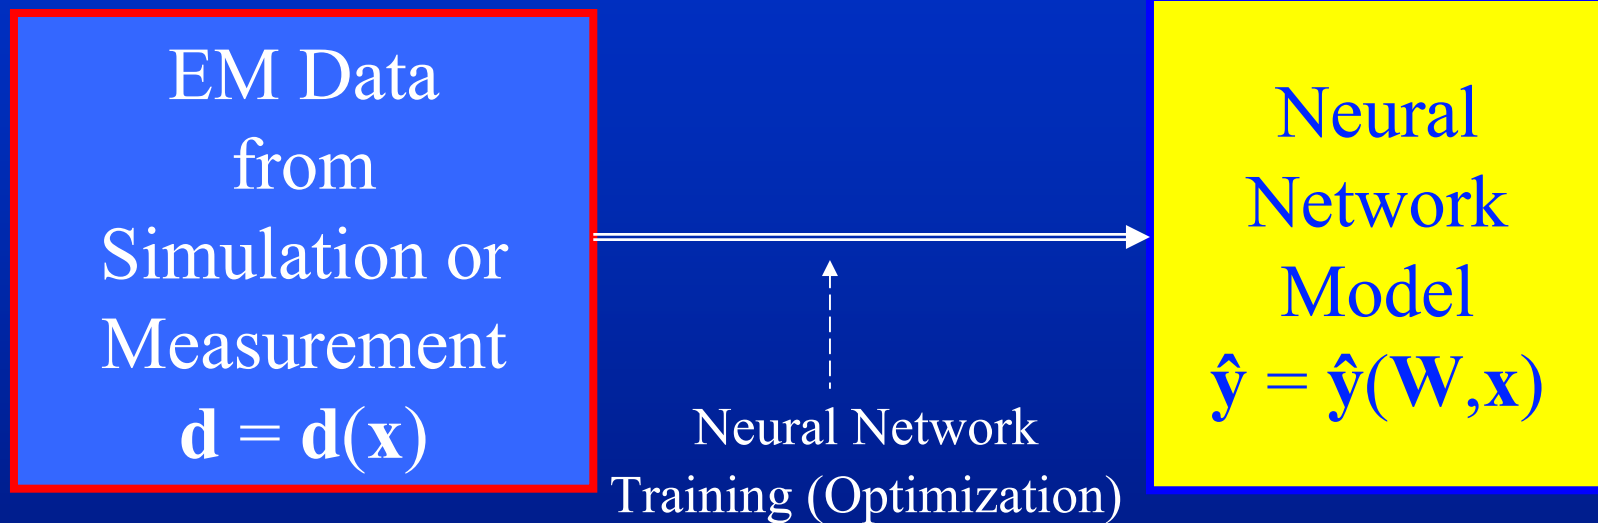 EM Data
from
Simulation or
Measurement
d = d(x)
Neural Network
Training (Optimization)
Neural
Network
Model
ŷ = ŷ(W,x)